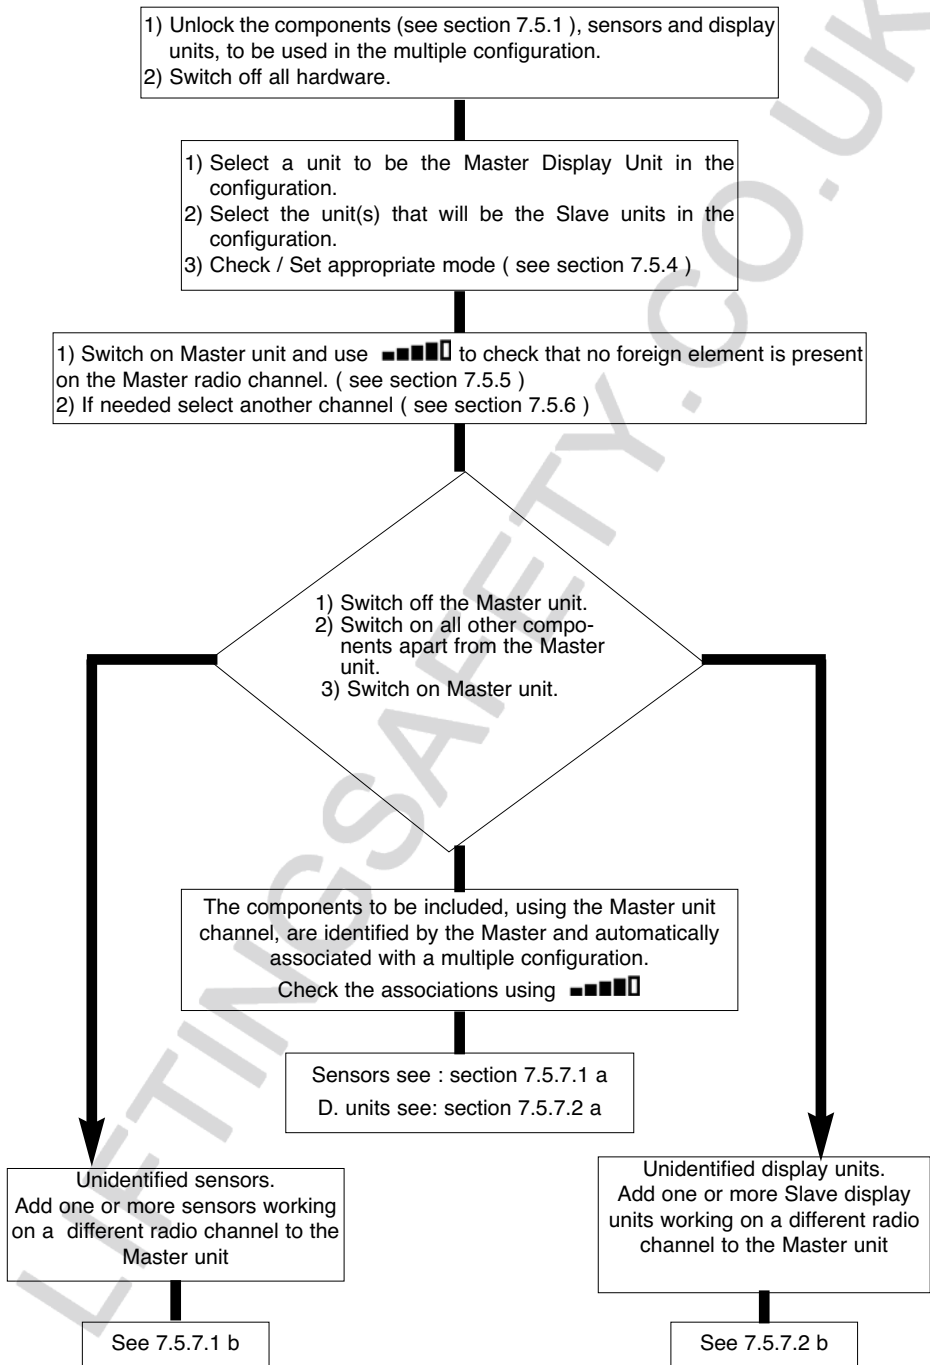 1) Unlock the components (see section 7.5.1 ), sensors and display
units, to be used in the multiple configuration.
2) Switch off all hardware.
1) Select a unit to be the Master Display Unit in the
configuration.
2) Select the unit(s) that will be the Slave units in the
configuration.
3) Check / Set appropriate mode ( see section 7.5.4 )
1) Switch on Master unit and use to check that no foreign element is present
on the Master radio channel. ( see section 7.5.5 )
2) If needed select another channel ( see section 7.5.6 )
1) Switch off the Master unit.
2) Switch on all other compo-
nents apart from the Master
unit.
3) Switch on Master unit.
The components to be included, using the Master unit
channel, are identified by the Master and automatically
associated with a multiple configuration.
Check the associations using
Sensors see : section 7.5.7.1 a
D. units see: section 7.5.7.2 a
Unidentified sensors.
Add one or more sensors working
on a different radio channel to the
Master unit
See 7.5.7.1 b
Unidentified display units.
Add one or more Slave display
units working on a different radio
channel to the Master unit
See 7.5.7.2 b
LIFTINGSAFETY.CO.UK